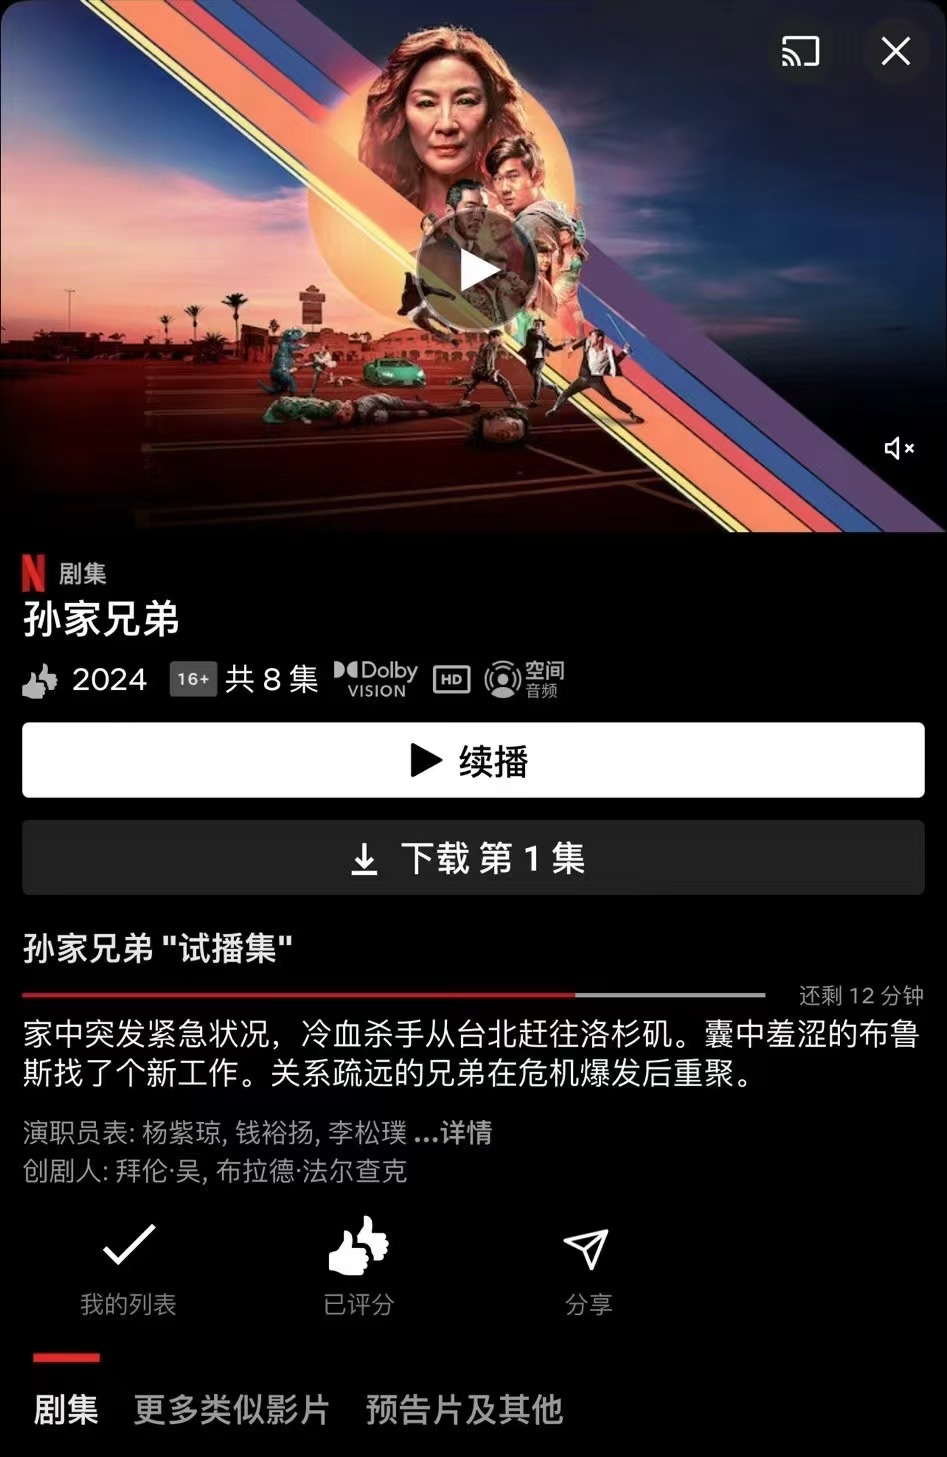 N 剧集
孙家兄弟
2024 16+ 共 8 集 Dolby VISION HD 空间音频
续播
下载 第 1 集
孙家兄弟 "试播集"
还剩 12 分钟
家中突发紧急状况，冷血杀手从台北赶往洛杉矶。囊中羞涩的布鲁
斯找了个新工作。关系疏远的兄弟在危机爆发后重聚。
演职员表: 杨紫琼, 钱裕扬, 李松璞 ...详情
创剧人: 拜伦·吴, 布拉德·法尔查克
我的列表 已评分 分享
剧集 更多类似影片 预告片及其他